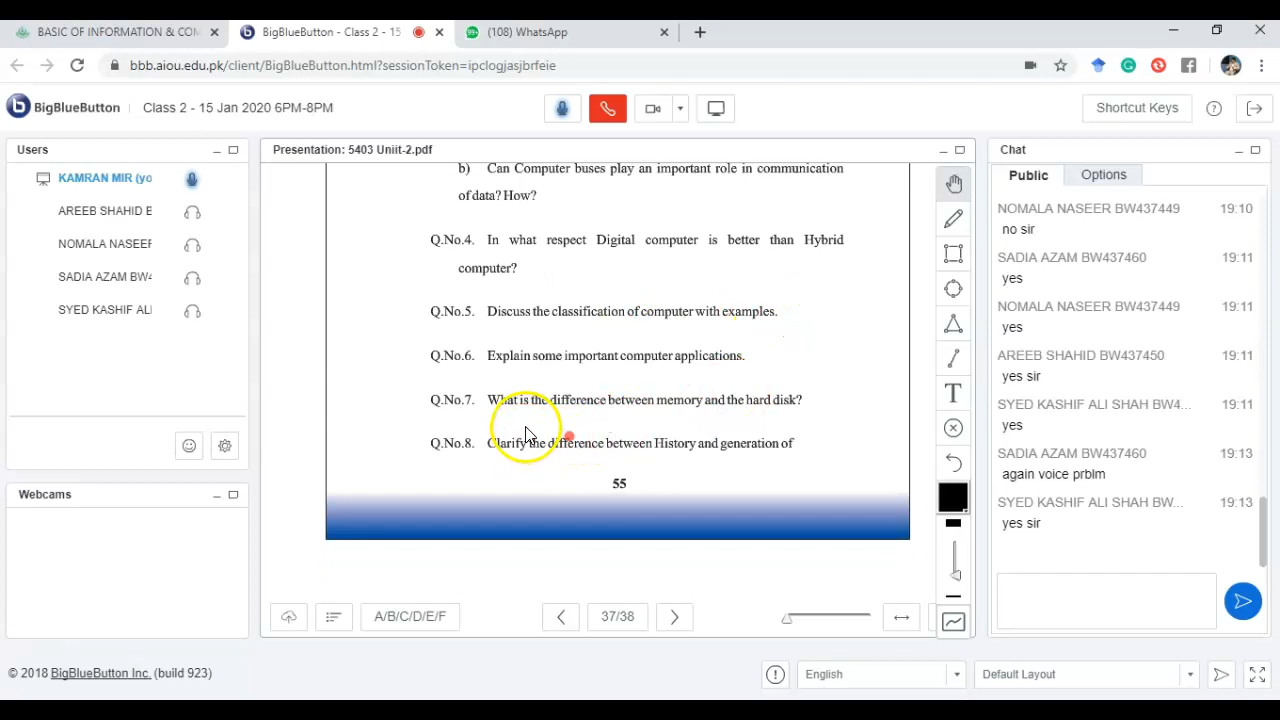 BASIC OF INFORMATION & COM
BigBlueButton - Class 2 - 15
99+
(108) WhatsApp
bbb.aiou.edu.pk/client/BigBlueButton.html?sessionToken=ipclogjasjbrfeie
BigBlueButton
Class 2 - 15 Jan 2020 6PM-8PM
Shortcut Keys
Users
KAMRAN MIR (yo
AREEB SHAHID B
NOMALA NASEER
SADIA AZAM BW4
SYED KASHIF ALI
Webcams
Presentation: 5403 Uniit-2.pdf
b) Can Computer buses play an important role in communication
of data? How?
Q.No.4. In what respect Digital computer is better than Hybrid
computer?
Q.No.5. Discuss the classification of computer with examples.
Q.No.6. Explain some important computer applications.
Q.No.7. What is the difference between memory and the hard disk?
Q.No.8. Clarify the difference between History and generation of
55
A/B/C/D/E/F
37/38
T
Chat
Public
Options
NOMALA NASEER BW437449 19:10
no sir
SADIA AZAM BW437460 19:11
yes
NOMALA NASEER BW437449 19:11
yes
AREEB SHAHID BW437450 19:11
yes sir
SYED KASHIF ALI SHAH BW4... 19:11
yes
SADIA AZAM BW437460 19:13
again voice prblm
SYED KASHIF ALI SHAH BW... 19:13
yes sir
© 2018 BigBlueButton Inc. (build 923)
English
Default Layout